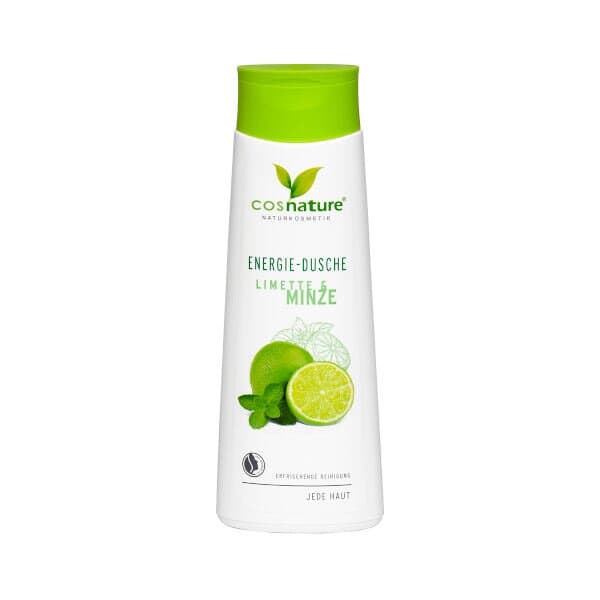 cosnature®
NATURKOSMETIK
ENERGIE-DUSCHE
LIMETTE &
MINZE
ERFRISCHENDE REINIGUNG
JEDE HAUT